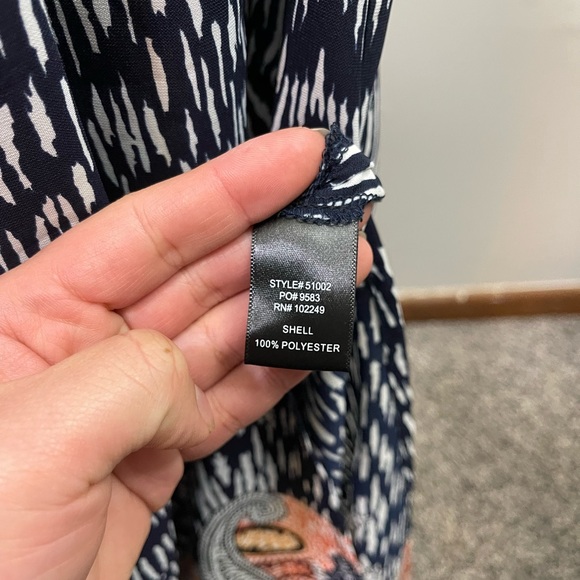 STYLE# 51002
PO# 9583
RN# 102249
SHELL
100% POLYESTER